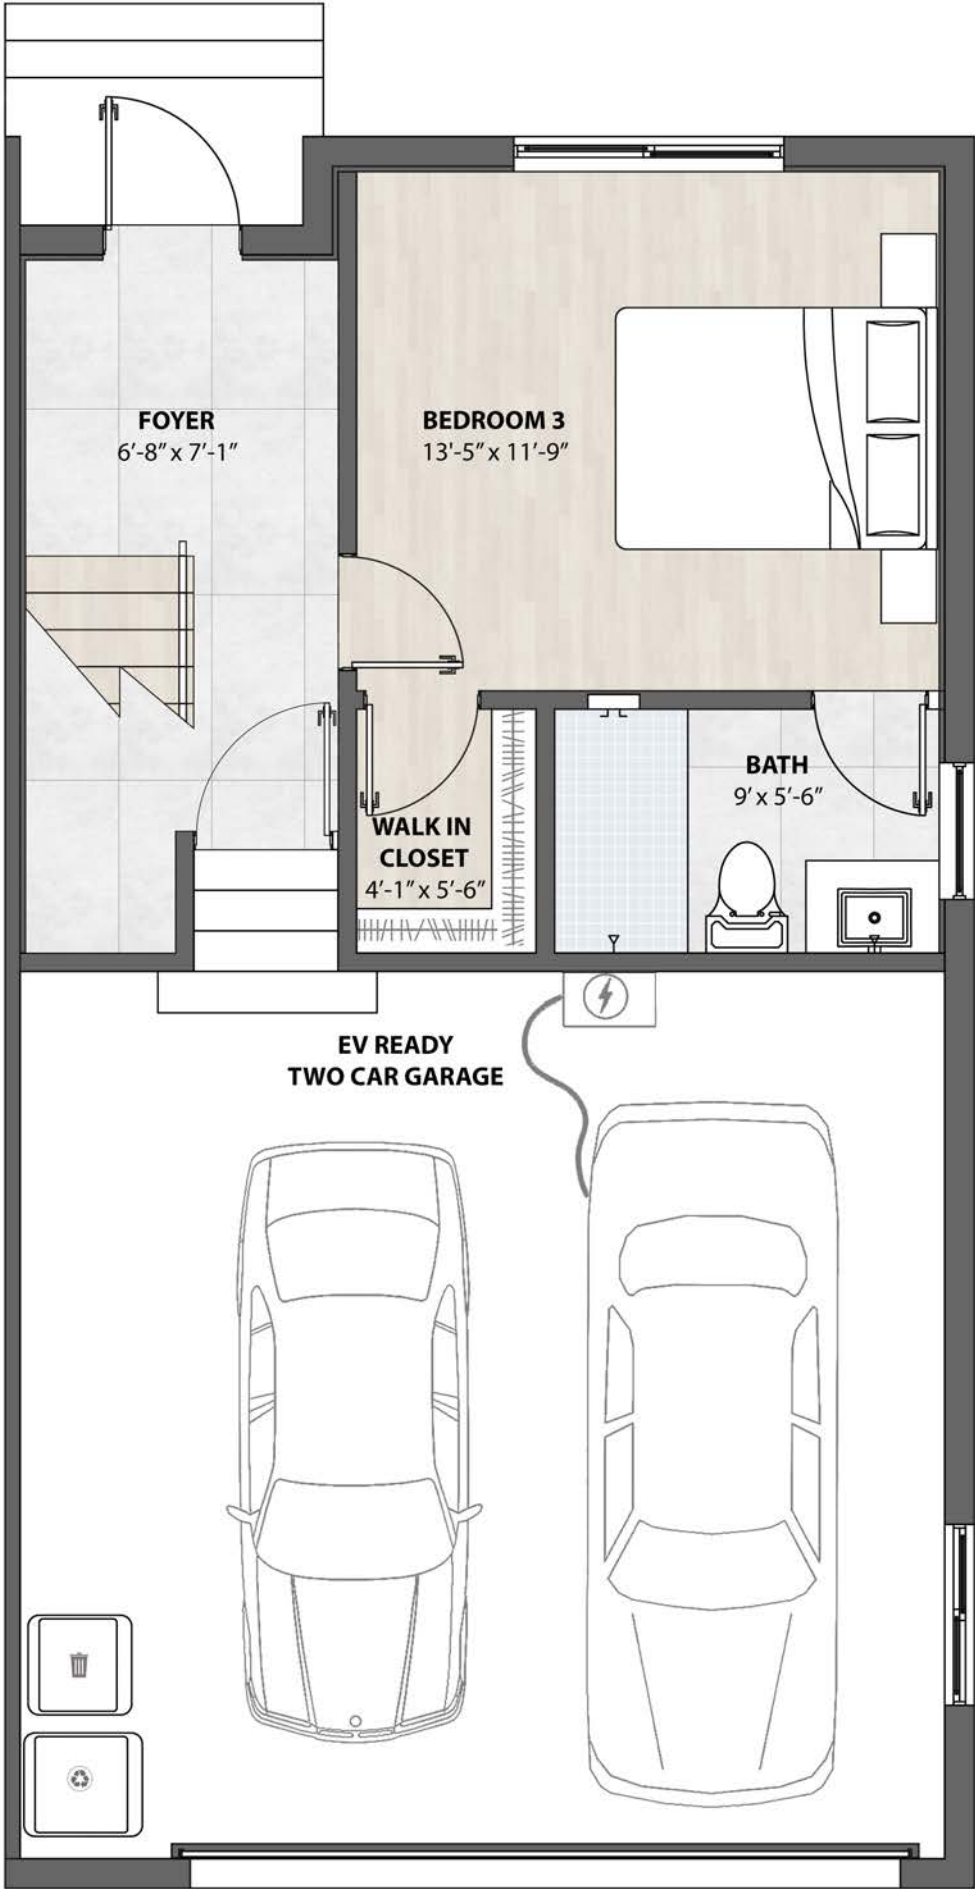 FOYER
6′-8″ x 7′-1″
BEDROOM 3
13'-5″ x 11′-9″
BATH
9′ x 5′-6″
WALK IN
CLOSET
4′-1″ x 5′-6″
EV READY
TWO CAR GARAGE